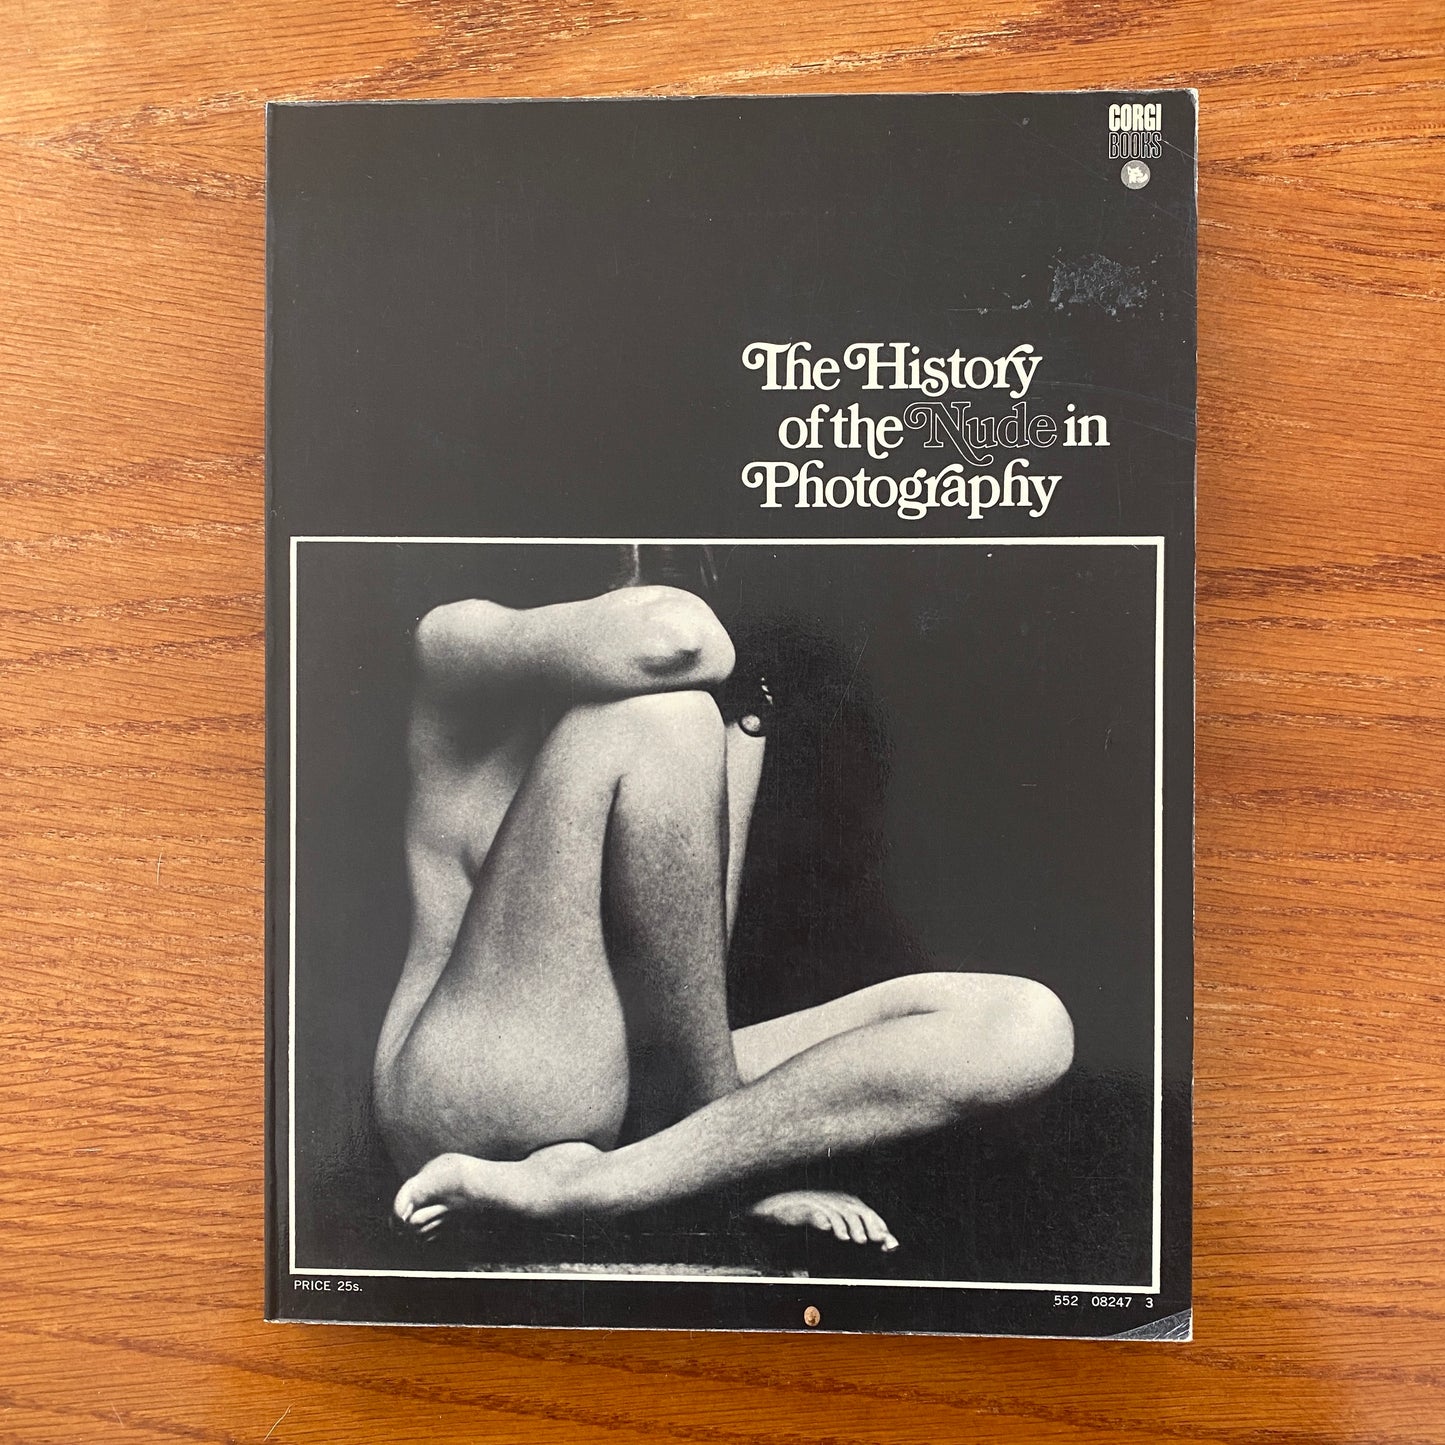 CORGI
BOOKS
The History
of the Nude in
Photography
PRICE 25s.
552 08247 3